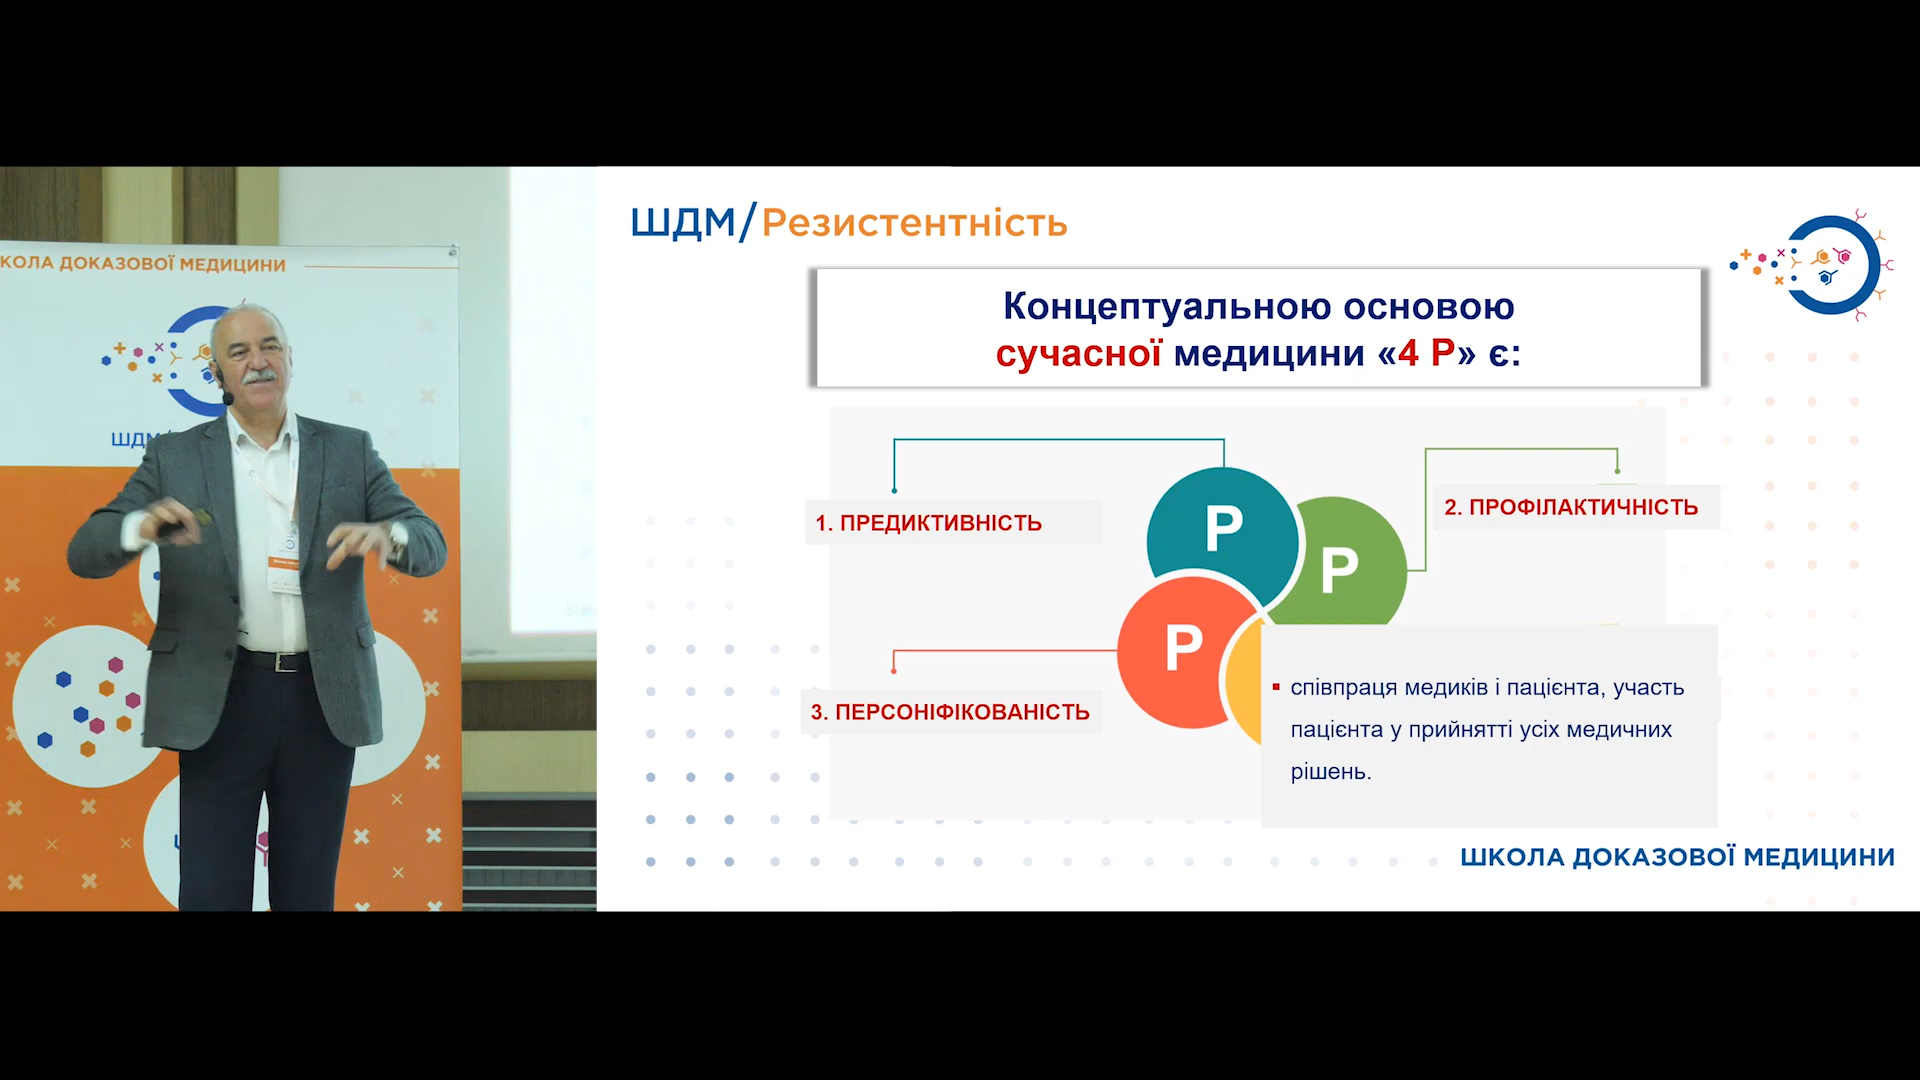 КОЛА ДОКАЗОВОЇ МЕДИЦИНИ
ШДМ/
ШДМ/Резистентність
Концептуальною основою
сучасної медицини «4 Р» є:
1. ПРЕДИКТИВНІСТЬ
P
P
2. ПРОФІЛАКТИЧНІСТЬ
P
3. ПЕРСОНІФІКОВАНІСТЬ
співпраця медиків і пацієнта, участь
пацієнта у прийнятті усіх медичних
рішень.
ШКОЛА ДОКАЗОВОЇ МЕДИЦИНИ